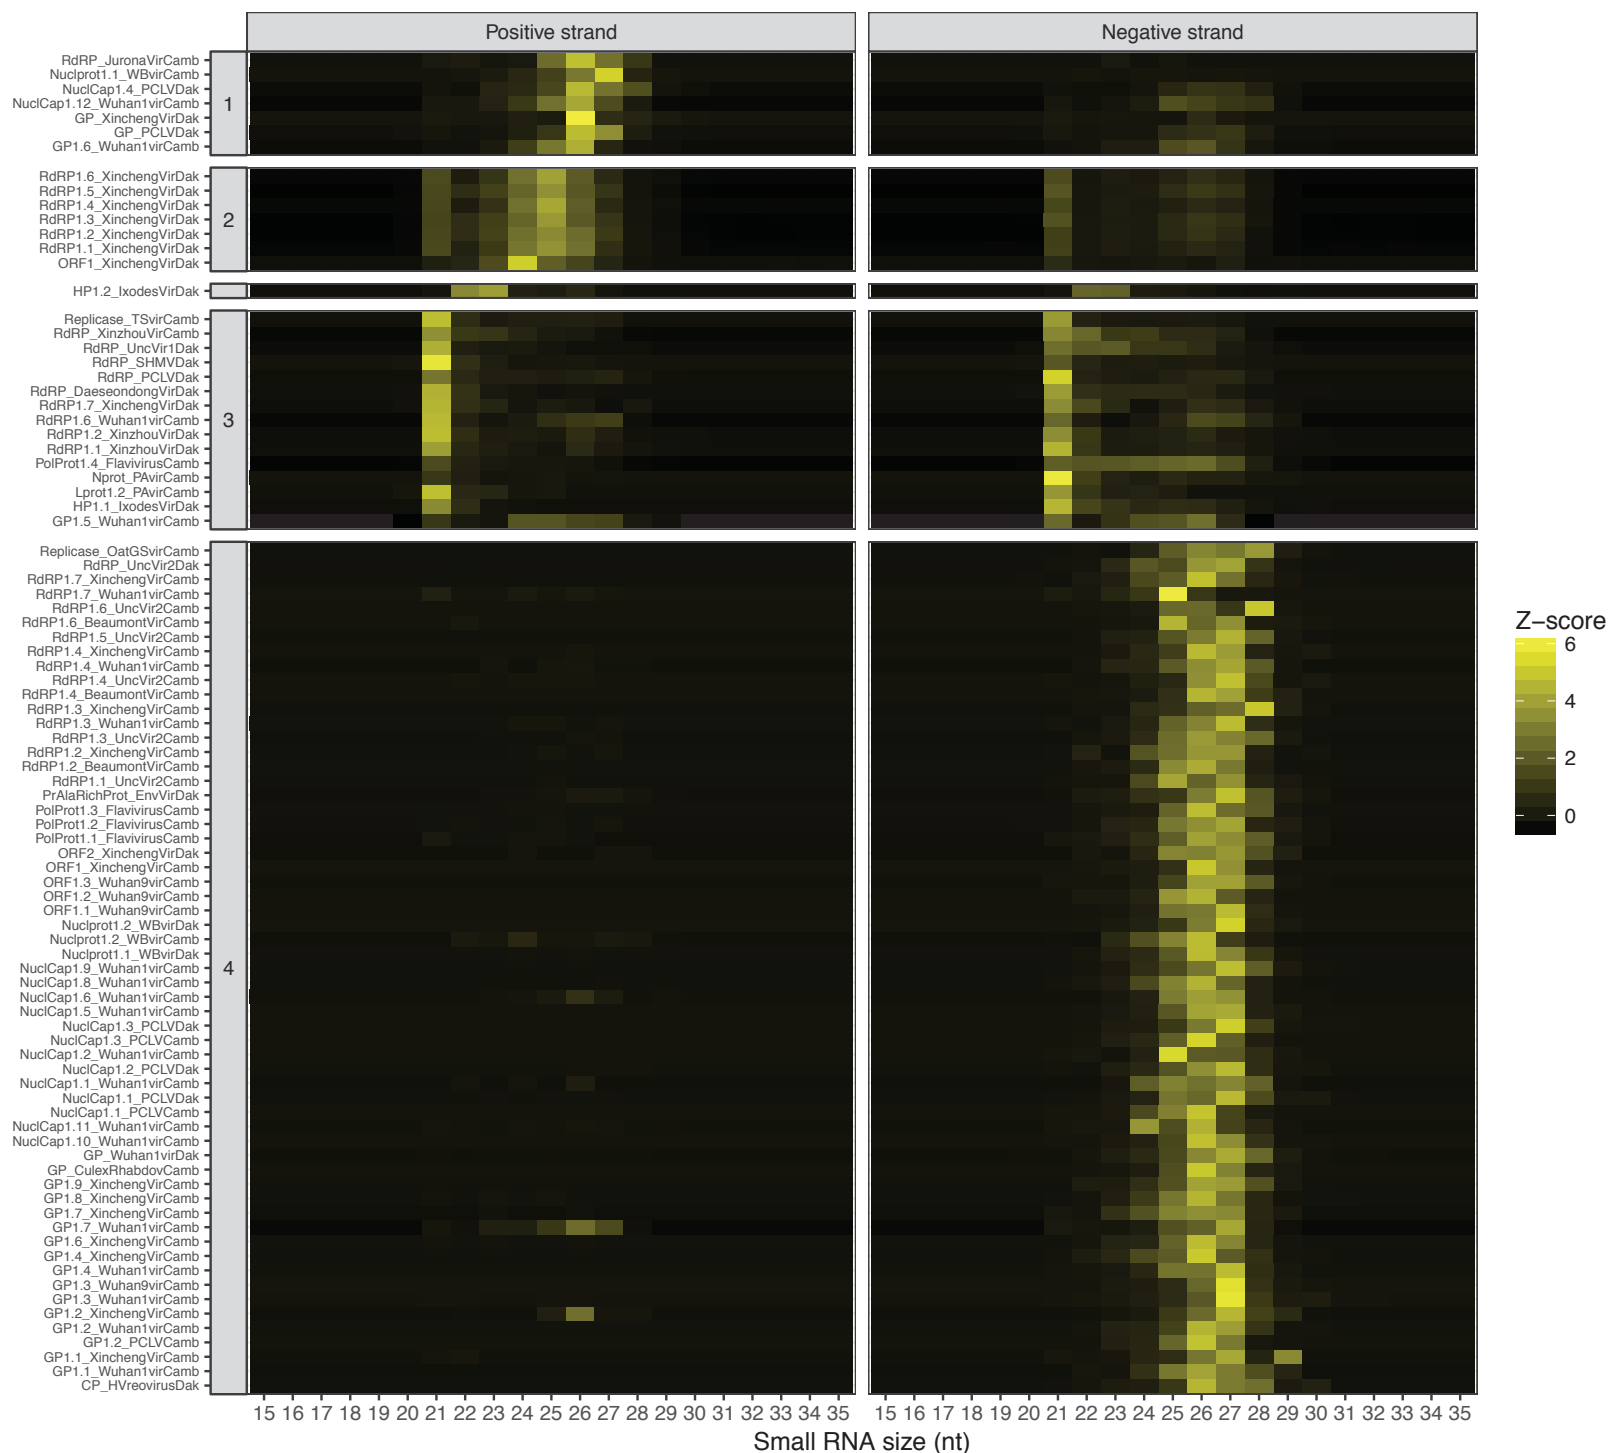 Positive strand
Negative strand
RdRP_JuronaVirCamb
Nuclprot1.1_WBvirCamb
NuclCap1.4_PCLVDak
NuclCap1.12_Wuhan1virCamb
GP_XinchengVirDak
GP_PCLVDak
GP1.6_Wuhan1virCamb
1
RdRP1.6_XinchengVirDak
RdRP1.5_XinchengVirDak
RdRP1.4_XinchengVirDak
RdRP1.3_XinchengVirDak
RdRP1.2_XinchengVirDak
RdRP1.1_XinchengVirDak
ORF1_XinchengVirDak
2
HP1.2_IxodesVirDak
Replicase_TSvirCamb
RdRP_XinzhouVirCamb
RdRP_UncVir1Dak
RdRP_SHMVDak
RdRP_PCLVDak
RdRP_DaeseondongVirDak
RdRP1.7_XinchengVirDak
RdRP1.6_Wuhan1virCamb
RdRP1.2_XinzhouVirDak
RdRP1.1_XinzhouVirDak
PolProt1.4_FlavivirusCamb
Nprot_PAvirCamb
Lprot1.2_PAvirCamb
HP1.1_IxodesVirDak
GP1.5_Wuhan1virCamb
3
Replicase_OatGSvirCamb
RdRP_UncVir2Dak
RdRP1.7_XinchengVirCamb
RdRP1.7_Wuhan1virCamb
RdRP1.6_UncVir2Camb
RdRP1.6_BeaumontVirCamb
RdRP1.5_UncVir2Camb
RdRP1.4_XinchengVirCamb
RdRP1.4_Wuhan1virCamb
RdRP1.4_UncVir2Camb
RdRP1.4_BeaumontVirCamb
RdRP1.3_XinchengVirCamb
RdRP1.3_Wuhan1virCamb
RdRP1.3_UncVir2Camb
RdRP1.2_XinchengVirCamb
RdRP1.2_BeaumontVirCamb
RdRP1.1_UncVir2Camb
PrAlaRichProt_EnvVirDak
PolProt1.3_FlavivirusCamb
PolProt1.2_FlavivirusCamb
PolProt1.1_FlavivirusCamb
ORF2_XinchengVirDak
ORF1_XinchengVirCamb
ORF1.3_Wuhan9virCamb
ORF1.2_Wuhan9virCamb
ORF1.1_Wuhan9virCamb
Nuclprot1.2_WBvirDak
Nuclprot1.2_WBvirCamb
Nuclprot1.1_WBvirDak
NuclCap1.9_Wuhan1virCamb
NuclCap1.8_Wuhan1virCamb
NuclCap1.6_Wuhan1virCamb
NuclCap1.5_Wuhan1virCamb
NuclCap1.3_PCLVDak
NuclCap1.3_PCLVCamb
NuclCap1.2_Wuhan1virCamb
NuclCap1.2_PCLVDak
NuclCap1.1_Wuhan1virCamb
NuclCap1.1_PCLVDak
NuclCap1.1_PCLVCamb
NuclCap1.11_Wuhan1virCamb
NuclCap1.10_Wuhan1virCamb
GP_Wuhan1virDak
GP_CulexRhabdovCamb
GP1.9_XinchengVirCamb
GP1.8_XinchengVirCamb
GP1.7_XinchengVirCamb
GP1.7_Wuhan1virCamb
GP1.6_XinchengVirCamb
GP1.4_XinchengVirCamb
GP1.4_Wuhan1virCamb
GP1.3_Wuhan9virCamb
GP1.3_Wuhan1virCamb
GP1.2_XinchengVirCamb
GP1.2_Wuhan1virCamb
GP1.2_PCLVCamb
GP1.1_XinchengVirCamb
GP1.1_Wuhan1virCamb
CP_HVreovirusDak
4
15 16 17 18 19 20 21 22 23 24 25 26 27 28 29 30 31 32 33 34 35
15 16 17 18 19 20 21 22 23 24 25 26 27 28 29 30 31 32 33 34 35
Small RNA size (nt)
Z−score
6
4
2
0